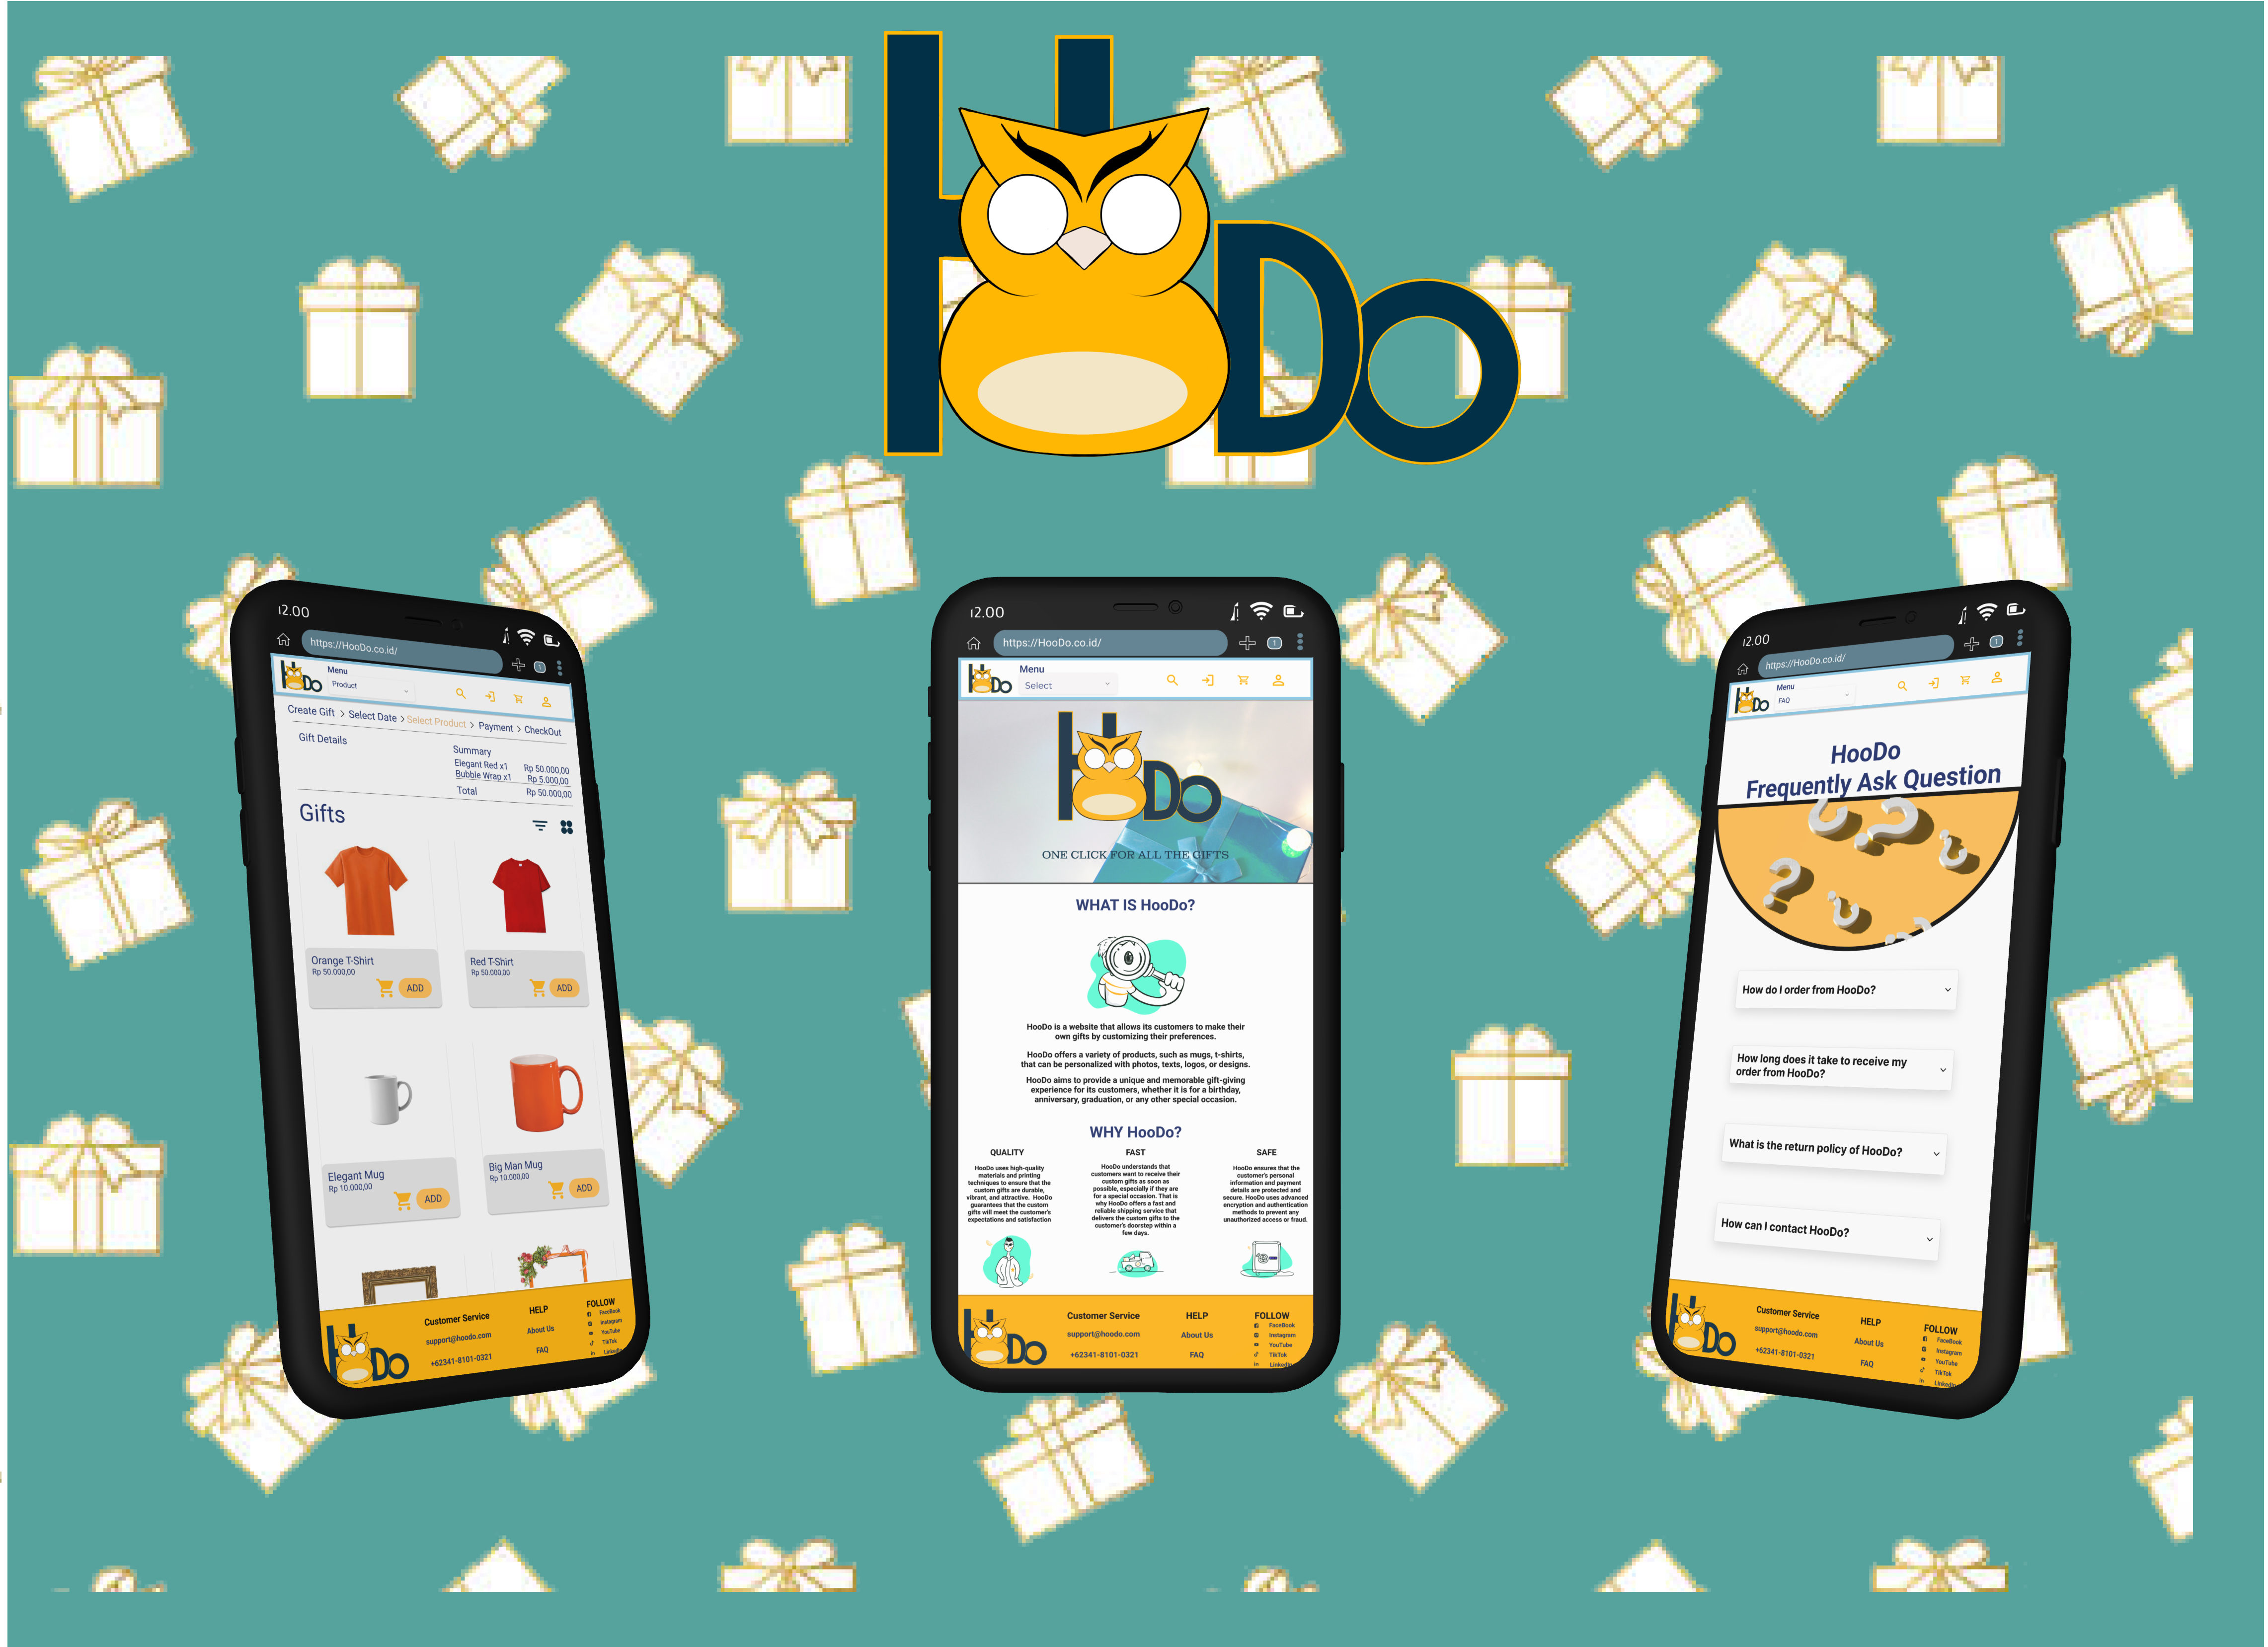 HDo
12.00
https://HooDo.co.id/
1
HDo
Menu
Product
Create Gift > Select Date > Select Product > Payment > CheckOut
Gift Details
Summary
Elegant Red x1 Rp 50.000,00
Bubble Wrap x1 Rp 5.000,00
Total Rp 50.000,00
Gifts
Orange T-Shirt
Rp 50.000,00
ADD
Red T-Shirt
Rp 50.000,00
ADD
Elegant Mug
Rp 10.000,00
ADD
Big Man Mug
Rp 10.000,00
ADD
HDo
Customer Service
support@hoodo.com
+62341-8101-0321
HELP
About Us
FAQ
FOLLOW
FaceBook
Instagram
YouTube
TikTok
LinkedIn
12.00
https://HooDo.co.id/
1
HDo
Menu
Select
HDo
ONE CLICK FOR ALL THE GIFTS
WHAT IS HooDo?
HooDo is a website that allows its customers to make their
own gifts by customizing their preferences.
HooDo offers a variety of products, such as mugs, t-shirts,
that can be personalized with photos, texts, logos, or designs.
HooDo aims to provide a unique and memorable gift-giving
experience for its customers, whether it is for a birthday,
anniversary, graduation, or any other special occasion.
WHY HooDo?
QUALITY
HooDo uses high-quality
materials and printing
techniques to ensure that the
custom gifts are durable,
vibrant, and attractive. HooDo
guarantees that the custom
gifts will meet the customer's
expectations and satisfaction
FAST
HooDo understands that
customers want to receive their
custom gifts as soon as
possible, especially if they are
for a special occasion. That is
why HooDo offers a fast and
reliable shipping service that
delivers the custom gifts to the
customer's doorstep within a
few days.
SAFE
HooDo ensures that the
customer's personal
information and payment
details are protected and
secure. HooDo uses advanced
encryption and authentication
methods to prevent any
unauthorized access or fraud.
HDo
Customer Service
support@hoodo.com
+62341-8101-0321
HELP
About Us
FAQ
FOLLOW
FaceBook
Instagram
YouTube
TikTok
LinkedIn
12.00
https://HooDo.co.id/
1
HDo
Menu
FAQ
HooDo
Frequently Ask Question
How do I order from HooDo?
How long does it take to receive my
order from HooDo?
What is the return policy of HooDo?
How can I contact HooDo?
HDo
Customer Service
support@hoodo.com
+62341-8101-0321
HELP
About Us
FAQ
FOLLOW
FaceBook
Instagram
YouTube
TikTok
LinkedIn